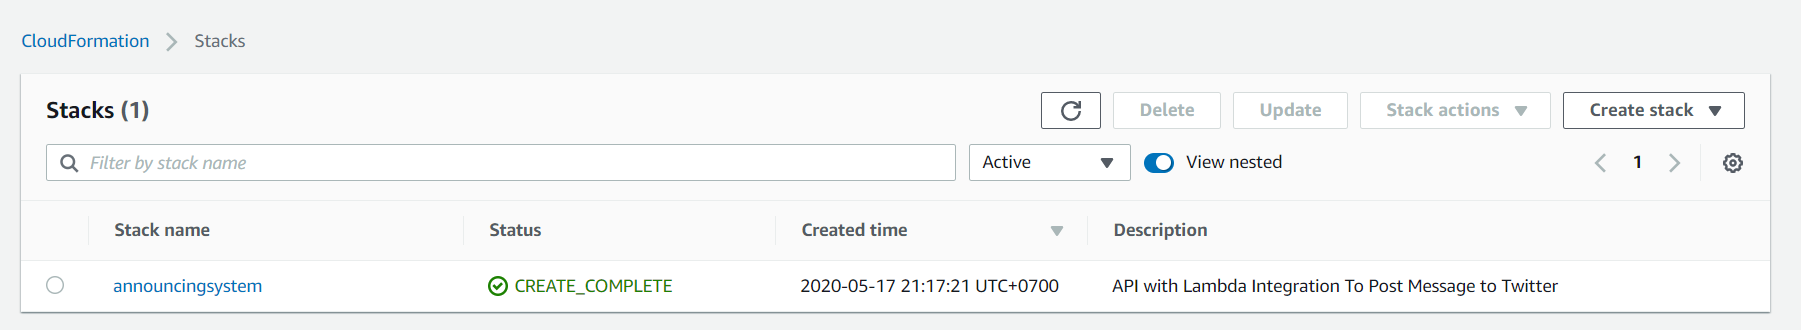 CloudFormation > Stacks
Stacks (1) Delete Update Stack actions Create stack
Filter by stack name Active View nested 1
Stack name Status Created time Description
announcingsystem CREATE_COMPLETE 2020-05-17 21:17:21 UTC+0700 API with Lambda Integration To Post Message to Twitter